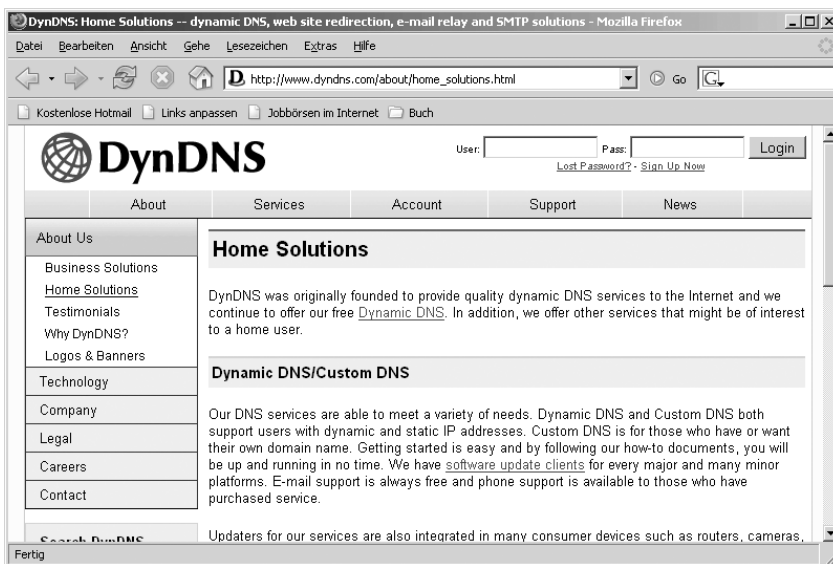 DynDNS: Home Solutions -- dynamic DNS, web site redirection, e-mail relay and SMTP solutions - Mozilla Firefox
Datei Bearbeiten Ansicht Gehe Lesezeichen Extras Hilfe
http://www.dyndns.com/about/home_solutions.html Go
Kostenlose Hotmail Links anpassen Jobbörsen im Internet Buch
DynDNS
User: Pass: Login
Lost Password? - Sign Up Now
About Services Account Support News
About Us
Business Solutions
Home Solutions
Testimonials
Why DynDNS?
Logos & Banners
Technology
Company
Legal
Careers
Contact
Search DynDNS
Home Solutions
DynDNS was originally founded to provide quality dynamic DNS services to the Internet and we
continue to offer our free Dynamic DNS. In addition, we offer other services that might be of interest
to a home user.
Dynamic DNS/Custom DNS
Our DNS services are able to meet a variety of needs. Dynamic DNS and Custom DNS both
support users with dynamic and static IP addresses. Custom DNS is for those who have or want
their own domain name. Getting started is easy and by following our how-to documents, you will
be up and running in no time. We have software update clients for every major and many minor
platforms. E-mail support is always free and phone support is available to those who have
purchased service.
Updaters for our services are also integrated in many consumer devices such as routers, cameras,
Fertig